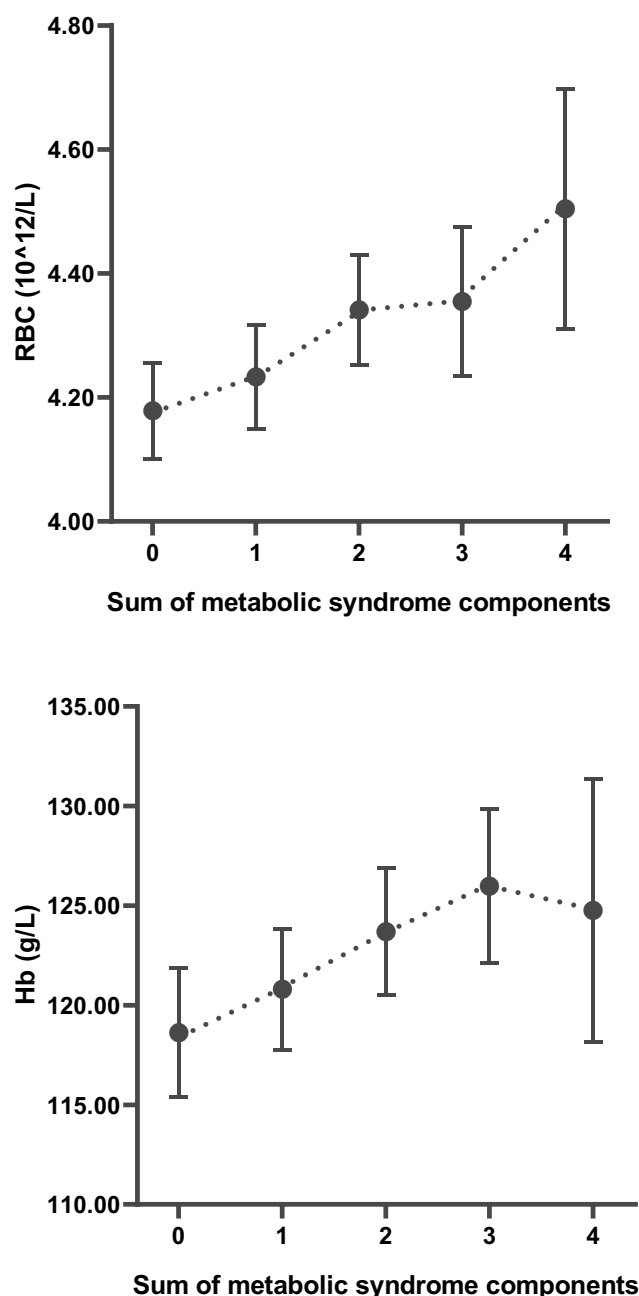 4.80
4.60
4.40
4.20
4.00
RBC (10^12/L)
0 1 2 3 4
Sum of metabolic syndrome components
135.00
130.00
125.00
120.00
115.00
110.00
Hb (g/L)
0 1 2 3 4
Sum of metabolic syndrome components